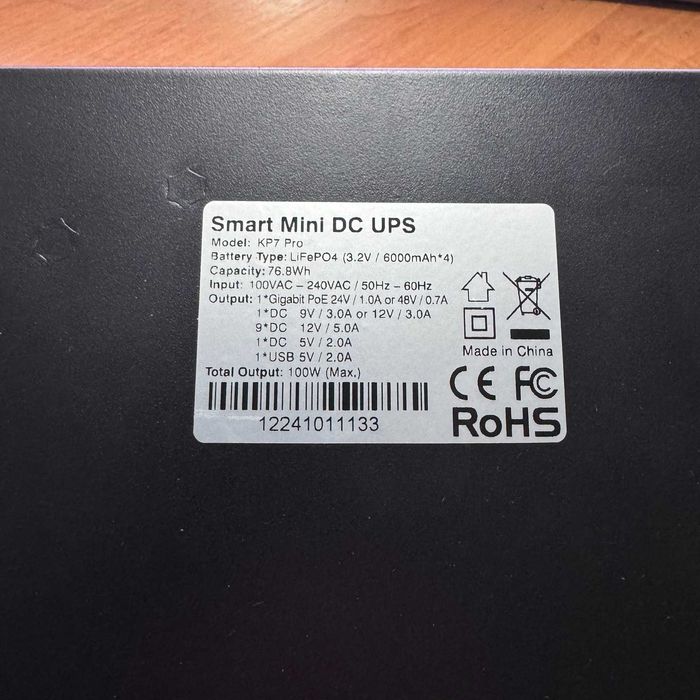 Smart Mini DC UPS
Model: KP7 Pro
Battery Type: LiFePO4 (3.2V / 6000mAh*4)
Capacity: 76.8Wh
Input: 100VAC – 240VAC / 50Hz – 60Hz
Output: 1*Gigabit PoE 24V / 1.0A or 48V / 0.7A
1*DC 9V / 3.0A or 12V / 3.0A
9*DC 12V / 5.0A
1*DC 5V / 2.0A
1*USB 5V / 2.0A
Total Output: 100W (Max.)
12241011133
Made in China
CE FC
RoHS